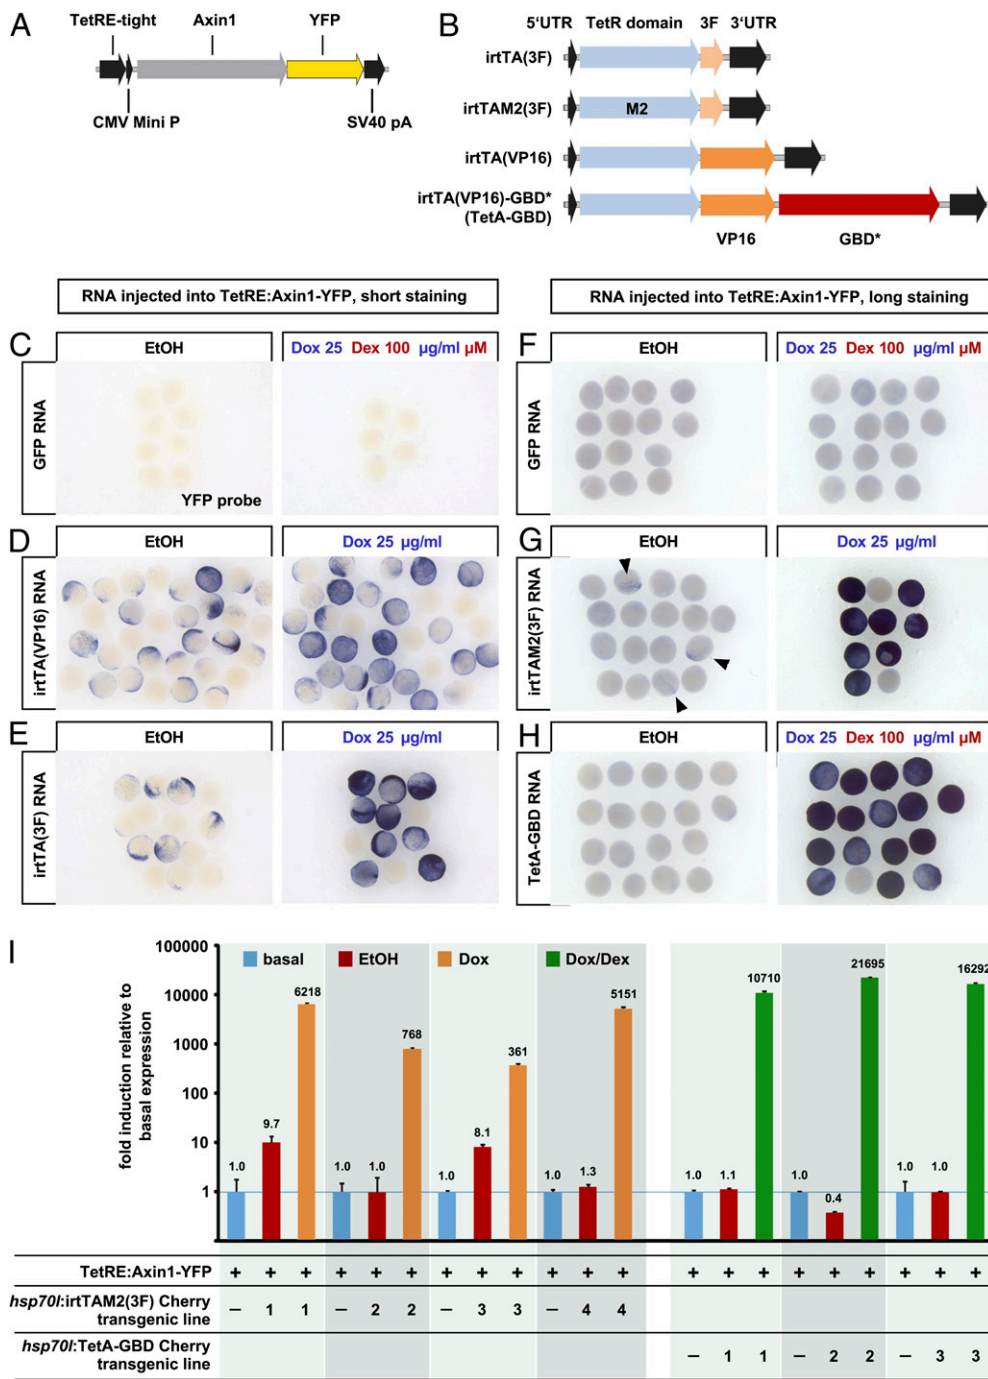 A
TetRE-tight Axin1 YFP
CMV Mini P SV40 pA
B
5‘UTR TetR domain 3F 3‘UTR
irtTA(3F)
irtTAM2(3F) M2
irtTA(VP16)
irtTA(VP16)-GBD*
(TetA-GBD)
VP16 GBD*
RNA injected into TetRE:Axin1-YFP, short staining
RNA injected into TetRE:Axin1-YFP, long staining
C
EtOH Dox 25 Dex 100 µg/ml µM
GFP RNA
YFP probe
F
EtOH Dox 25 Dex 100 µg/ml µM
GFP RNA
D
EtOH Dox 25 µg/ml
irtTA(VP16) RNA
G
EtOH Dox 25 µg/ml
irtTAM2(3F) RNA
E
EtOH Dox 25 µg/ml
irtTA(3F) RNA
H
EtOH Dox 25 Dex 100 µg/ml µM
TetA-GBD RNA
I
fold induction relative to
basal expression
100000
10000
1000
100
10
1
basal EtOH Dox Dox/Dex
1.0 9.7 6218 1.0 1.0 768 1.0 8.1 361 1.0 1.3 5151 1.0 1.1 10710 1.0 0.4 21695 1.0 1.0 16292
TetRE:Axin1-YFP + + + + + + + + + + + + + + + + + + + + +
hsp70l:irtTAM2(3F) Cherry
transgenic line – 1 1 – 2 2 – 3 3 – 4 4
hsp70l:TetA-GBD Cherry
transgenic line – 1 1 – 2 2 – 3 3